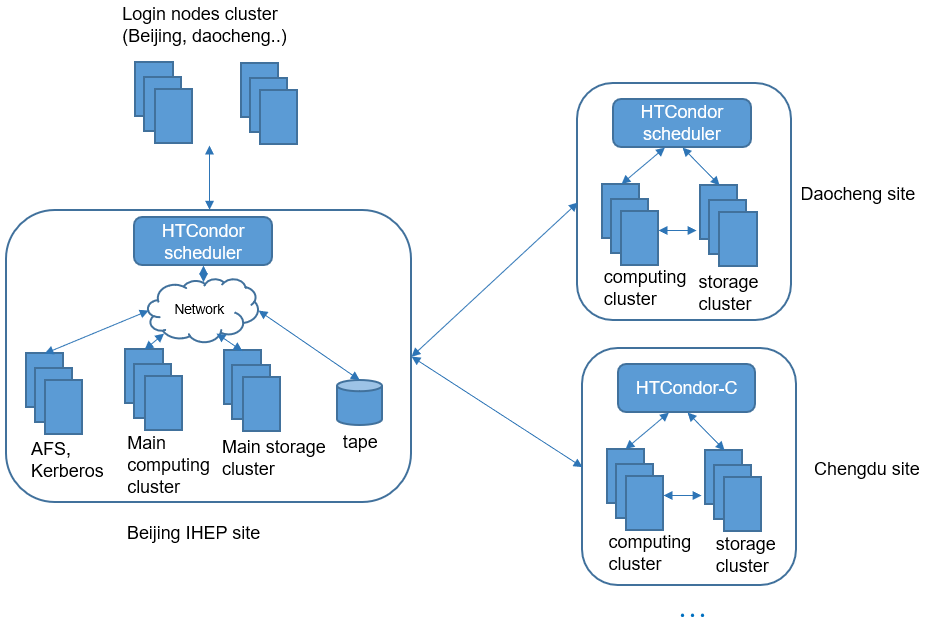 Login nodes cluster
(Beijing, daocheng..)
HTCondor
scheduler
Network
AFS,
Kerberos
Main
computing
cluster
Main storage
cluster
tape
Beijing IHEP site
HTCondor
scheduler
computing
cluster
storage
cluster
Daocheng site
HTCondor-C
computing
cluster
storage
cluster
Chengdu site
...